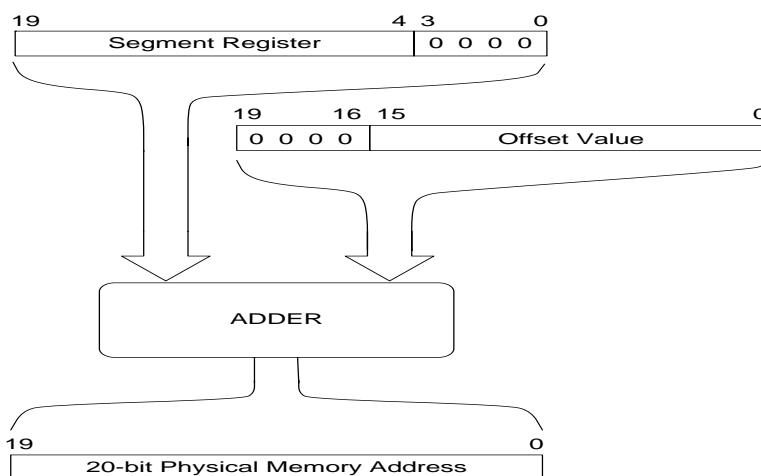 19 4 3 0
Segment Register 0 0 0 0
19 16 15 0
0 0 0 0 Offset Value
ADDER
19 0
20-bit Physical Memory Address